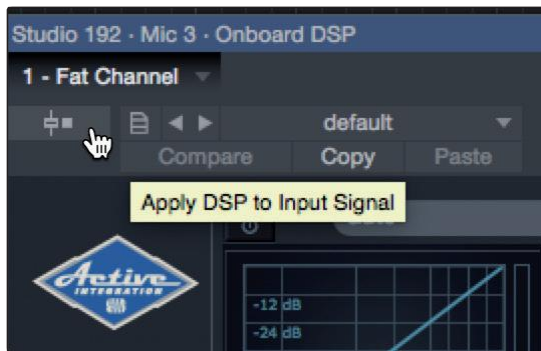 Studio 192 · Mic 3 · Onboard DSP
1 - Fat Channel
default
Compare Copy Paste
Apply DSP to Input Signal
Active
INTEGRATION
-12 dB
-24 dB